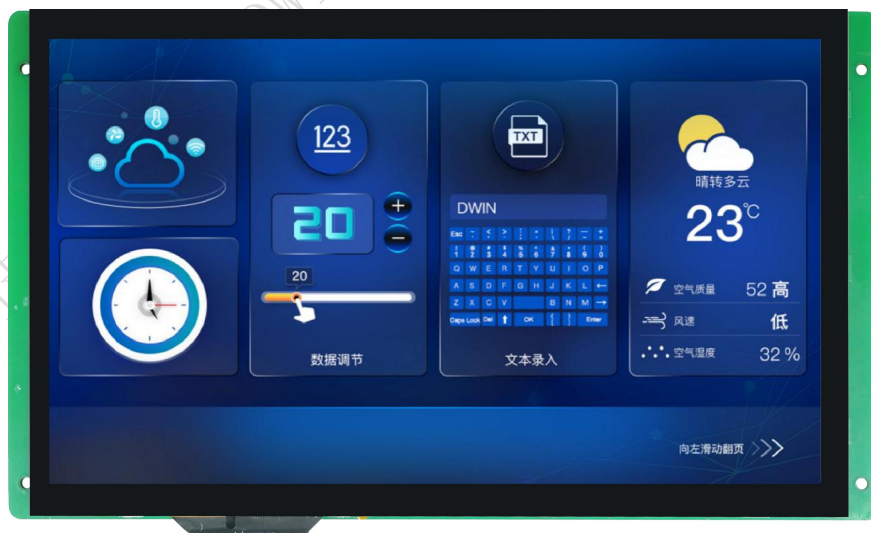 123
20
+
−
20
数据调节
TXT
DWIN
Esc
Q W E R T Y U I O P
A S D F G H J K L ←
Z X C V B N M →
Caps Lock Del ↑ OK { } Enter
文本录入
晴转多云
23℃
空气质量 52 高
风速 低
空气湿度 32 %
向左滑动翻页 >>>